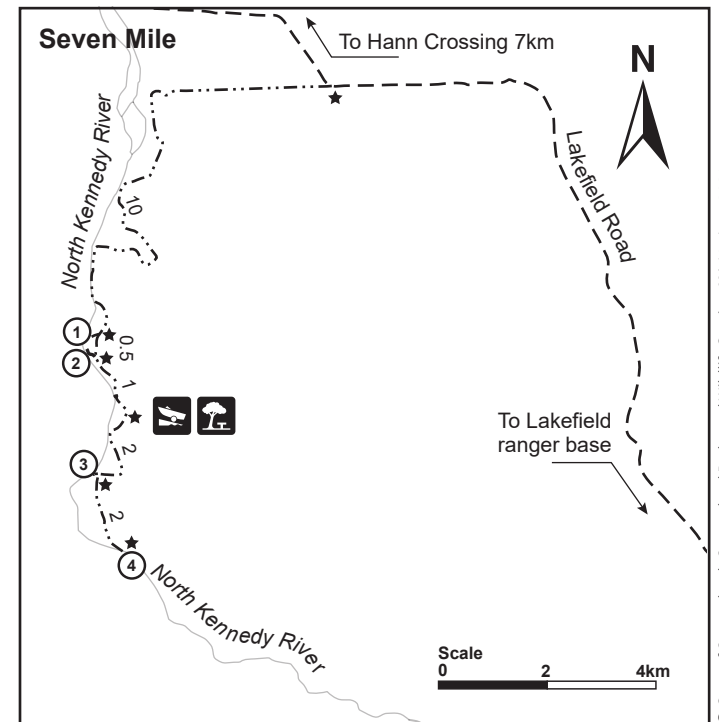 Seven Mile
To Hann Crossing 7km
N
North Kennedy River
Lakefield Road
10
1
0.5
2
1
To Lakefield
ranger base
3
2
2
4
North Kennedy River
Scale
0 2 4km